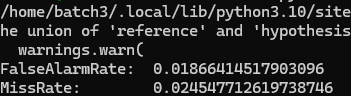 /home/batch3/.local/lib/python3.10/site
he union of 'reference' and 'hypothesis
  warnings.warn(
FalseAlarmRate:  0.01866414517903096
MissRate:        0.024547712619738746